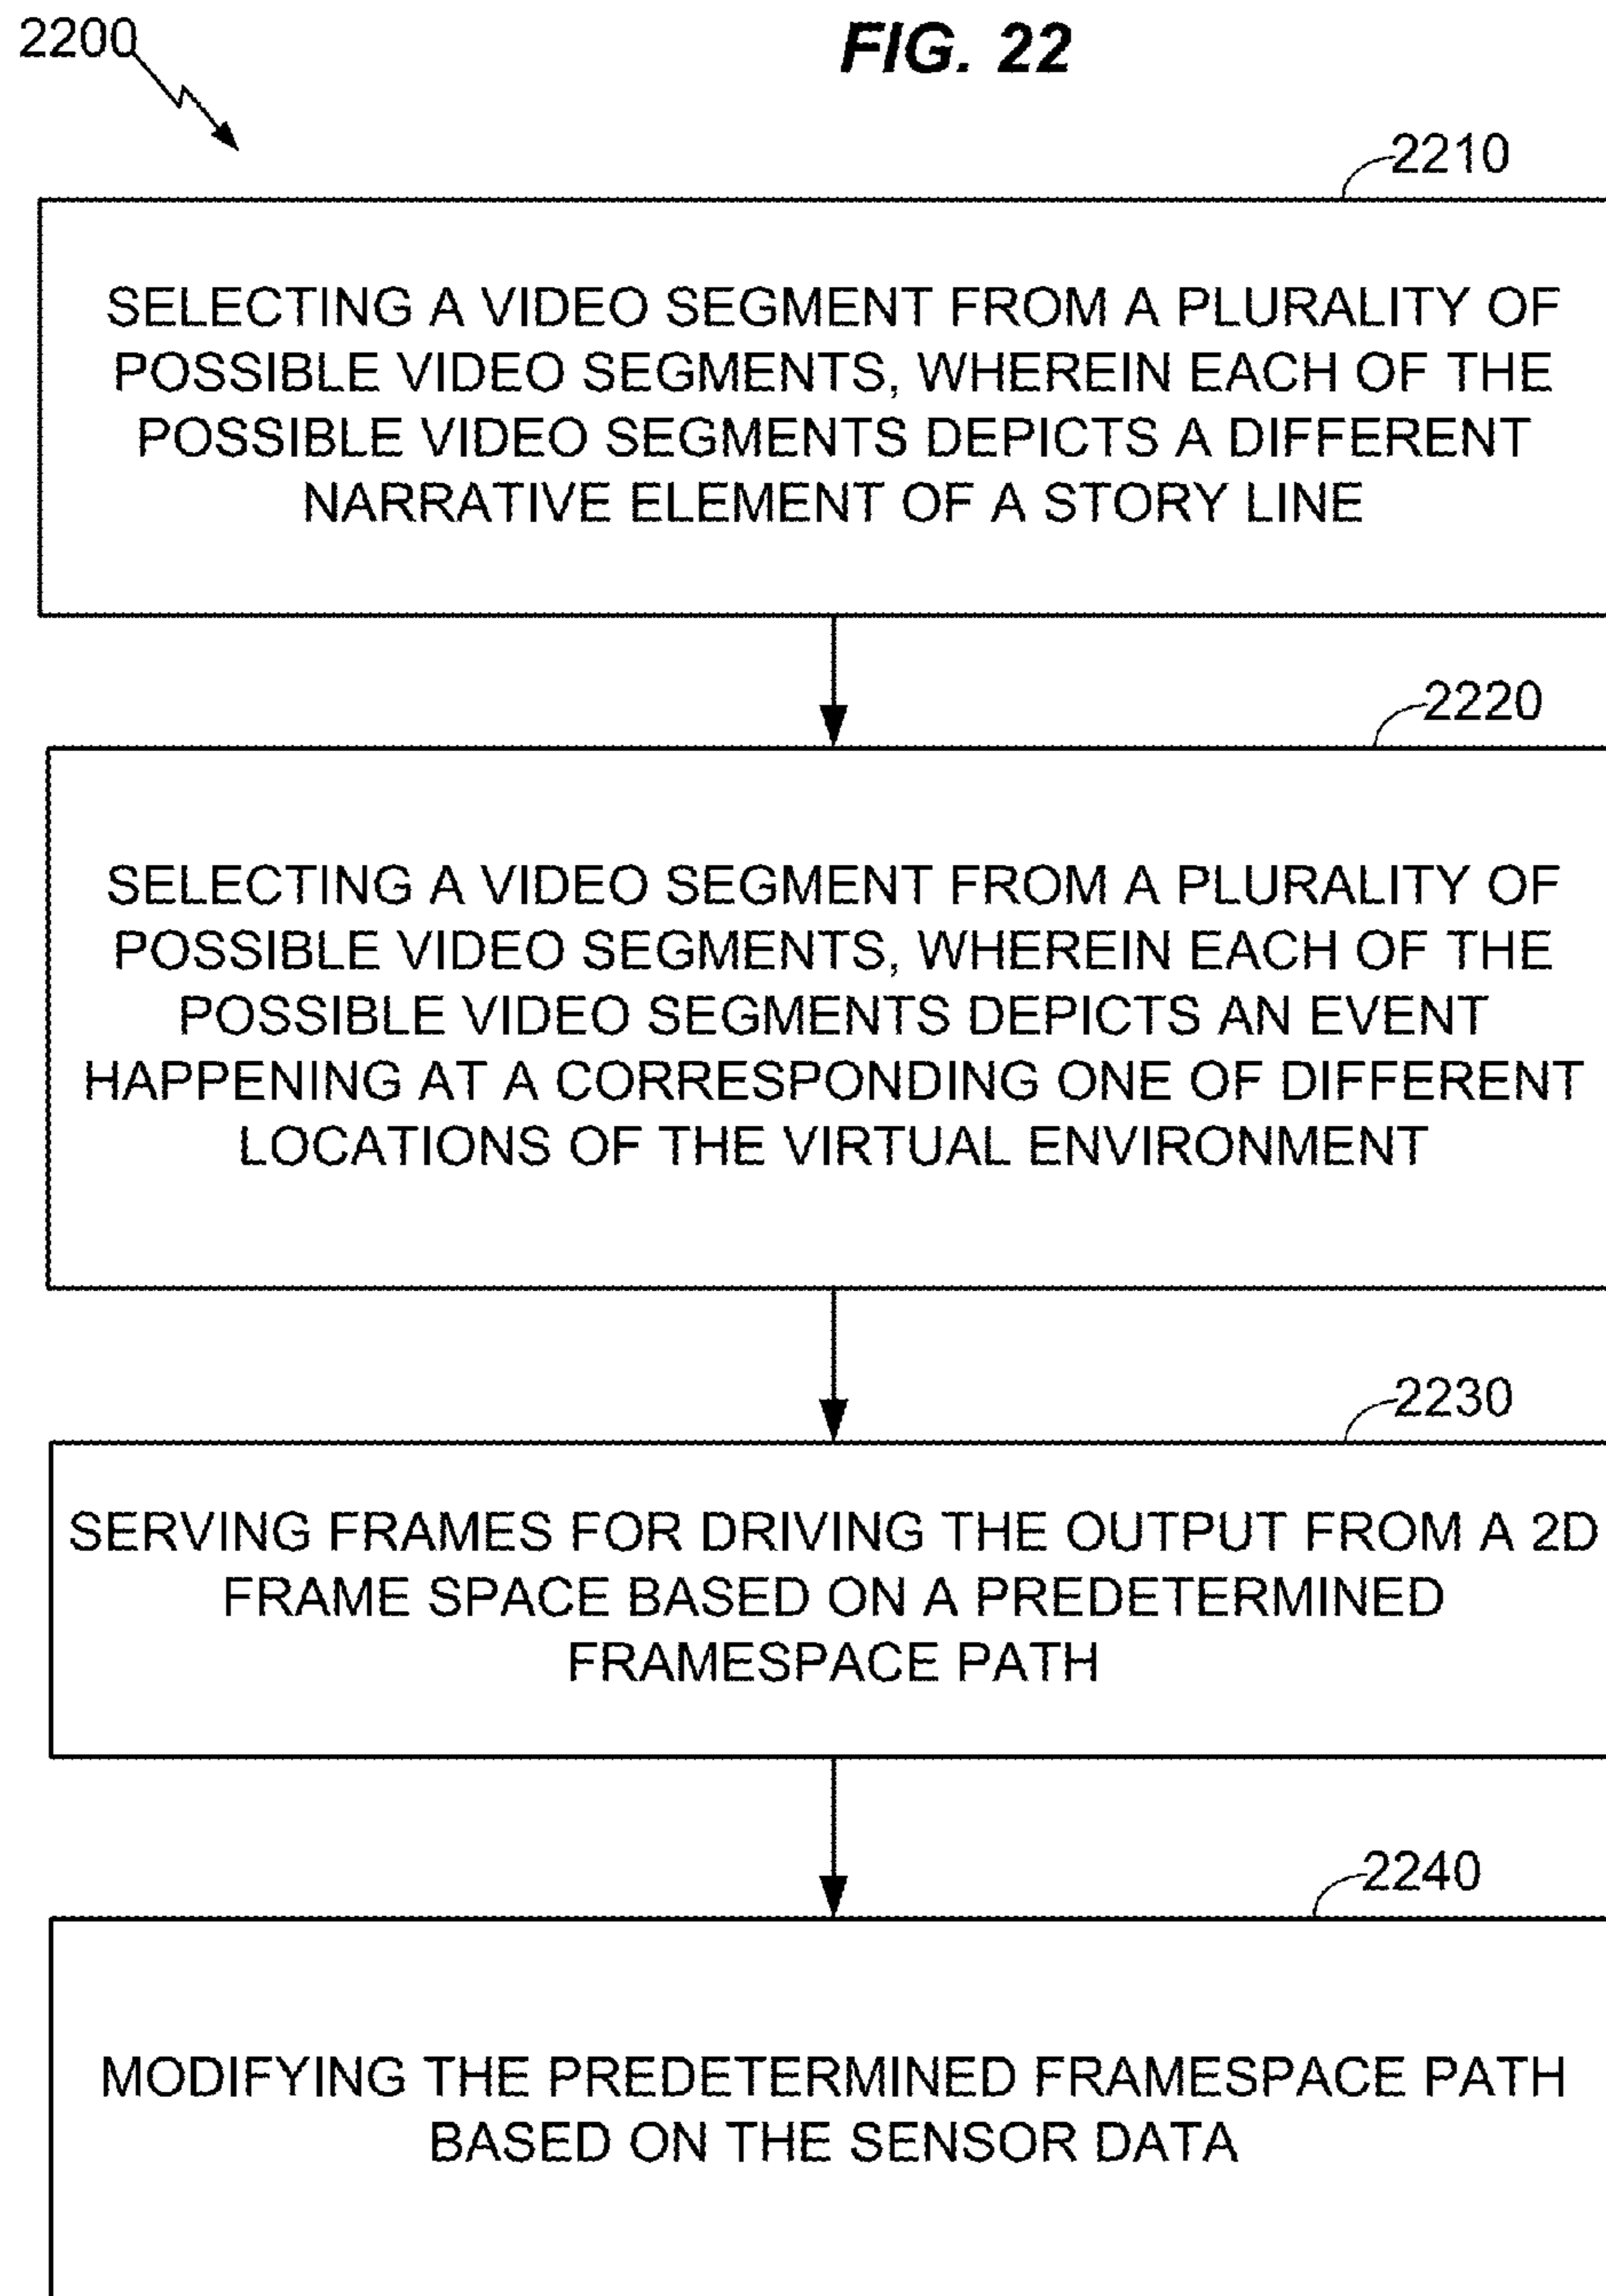 2200
FIG. 22
2210
SELECTING A VIDEO SEGMENT FROM A PLURALITY OF
POSSIBLE VIDEO SEGMENTS, WHEREIN EACH OF THE
POSSIBLE VIDEO SEGMENTS DEPICTS A DIFFERENT
NARRATIVE ELEMENT OF A STORY LINE
2220
SELECTING A VIDEO SEGMENT FROM A PLURALITY OF
POSSIBLE VIDEO SEGMENTS, WHEREIN EACH OF THE
POSSIBLE VIDEO SEGMENTS DEPICTS AN EVENT
HAPPENING AT A CORRESPONDING ONE OF DIFFERENT
LOCATIONS OF THE VIRTUAL ENVIRONMENT
2230
SERVING FRAMES FOR DRIVING THE OUTPUT FROM A 2D
FRAME SPACE BASED ON A PREDETERMINED
FRAMESPACE PATH
2240
MODIFYING THE PREDETERMINED FRAMESPACE PATH
BASED ON THE SENSOR DATA